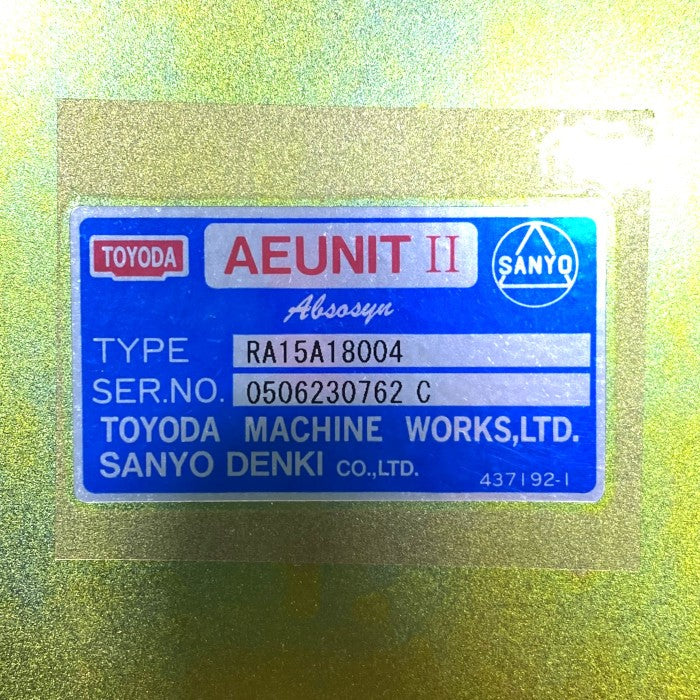 TOYODA AEUNIT II SANYO
Absosyn
TYPE RA15A18004
SER.NO. 0506230762 C
TOYODA MACHINE WORKS,LTD.
SANYO DENKI CO.,LTD. 437192-1